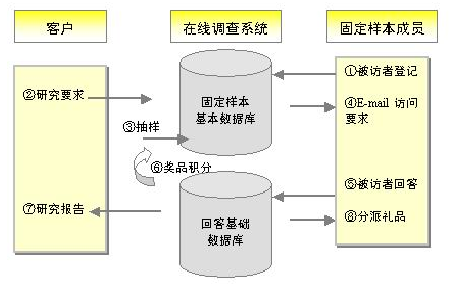 客户
在线调查系统
固定样本成员
①被访者登记
②研究要求
固定样本
基本数据库
④E-mail 访问
要求
③抽样
⑥奖品积分
⑤被访者回答
⑦研究报告
回答基础
数据库
⑧分派礼品